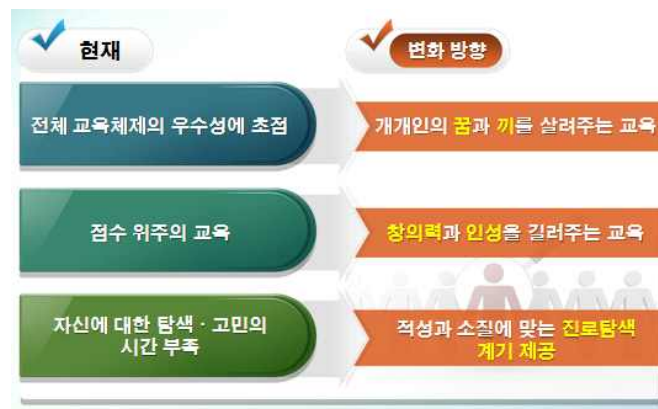 현재
변화 방향
전체 교육체제의 우수성에 초점
개개인의 꿈과 끼를 살려주는 교육
점수 위주의 교육
창의력과 인성을 길러주는 교육
자신에 대한 탐색 · 고민의
시간 부족
적성과 소질에 맞는 진로탐색
계기 제공